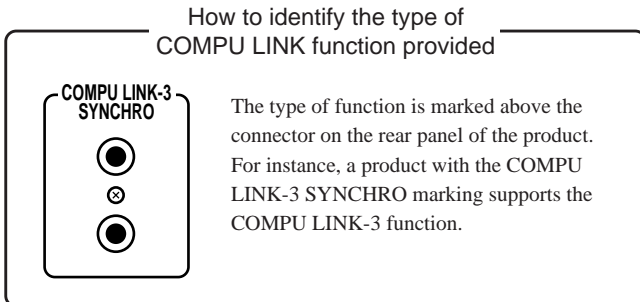 How to identify the type of
COMPU LINK function provided
COMPU LINK-3
SYNCHRO
The type of function is marked above the
connector on the rear panel of the product.
For instance, a product with the COMPU
LINK-3 SYNCHRO marking supports the
COMPU LINK-3 function.